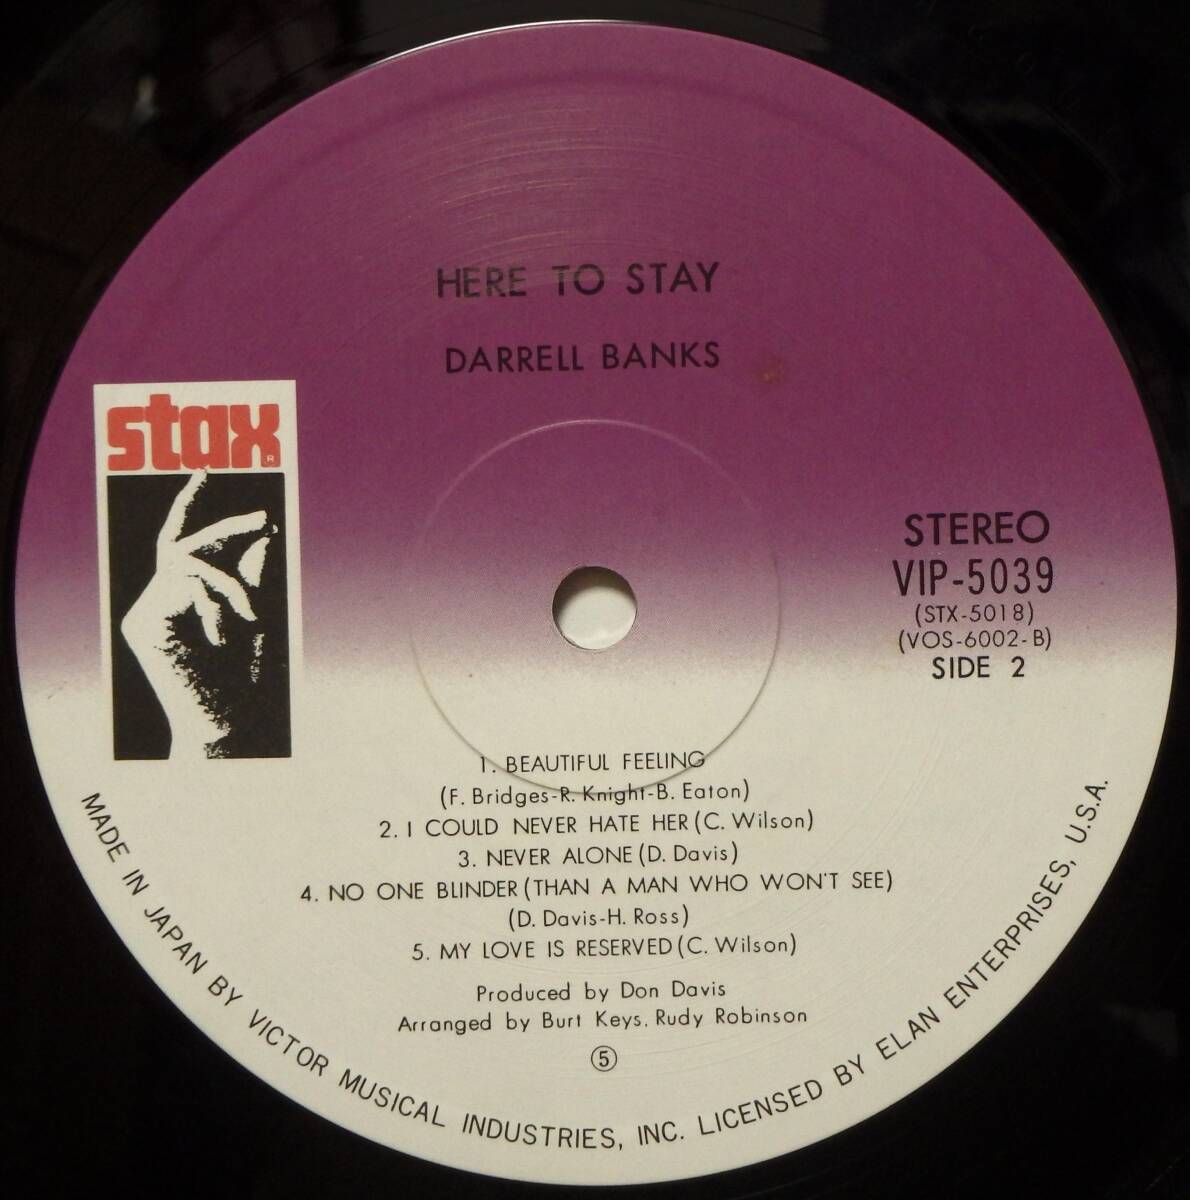 HERE TO STAY
DARRELL BANKS
stax
R
STEREO
VIP-5039
(STX-5018)
(VOS-6002-B)
SIDE 2
1. BEAUTIFUL FEELING
(F. Bridges-R. Knight-B. Eaton)
2. I COULD NEVER HATE HER (C. Wilson)
3. NEVER ALONE (D. Davis)
4. NO ONE BLINDER (THAN A MAN WHO WON'T SEE)
(D. Davis-H. Ross)
5. MY LOVE IS RESERVED (C. Wilson)
Produced by Don Davis
Arranged by Burt Keys. Rudy Robinson
⑤
MADE IN JAPAN BY VICTOR MUSICAL INDUSTRIES, INC. LICENSED BY ELAN ENTERPRISES, U.S.A.